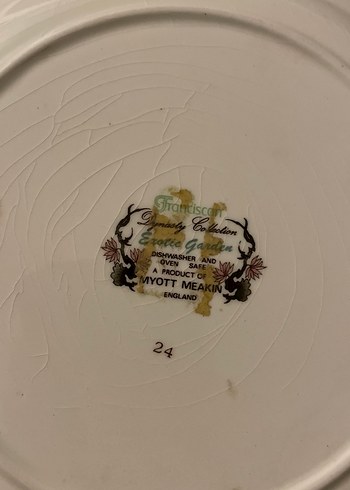 Franciscan
Dynasty Collection
Exotic Garden
DISHWASHER AND
OVEN SAFE
A PRODUCT OF
MYOTT MEAKIN
ENGLAND
24